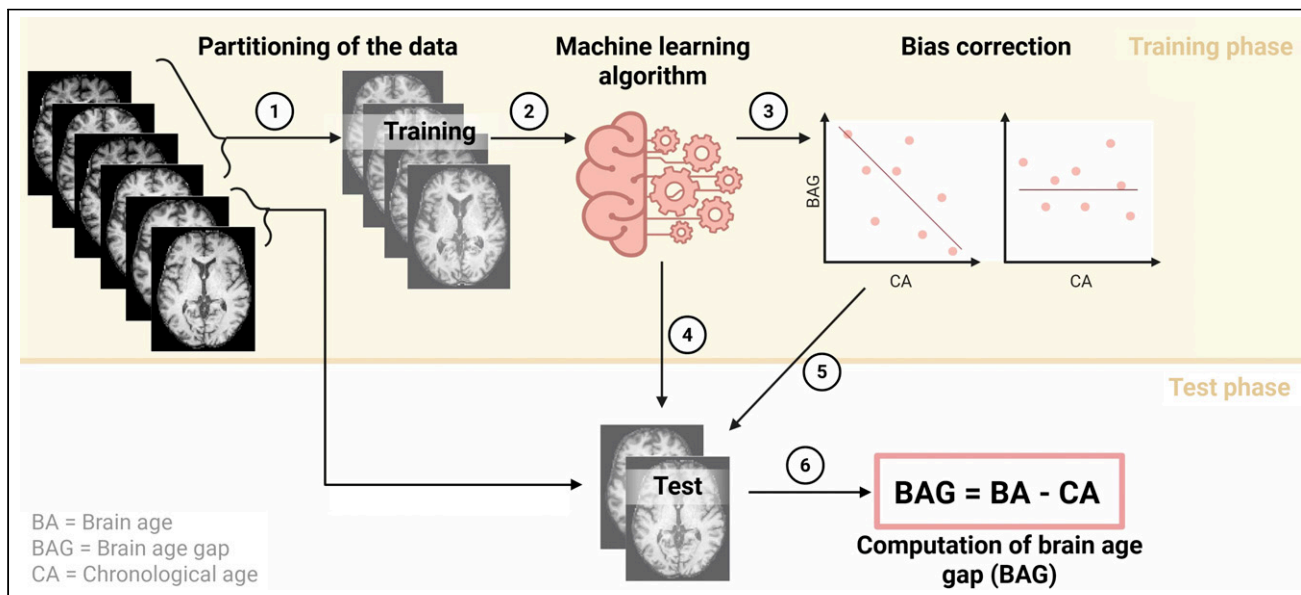 Partitioning of the data
Machine learning
algorithm
Bias correction
Training phase
1
Training
2
3
BAG
CA
CA
4
5
Test phase
Test
6
BAG = BA - CA
Computation of brain age
gap (BAG)
BA = Brain age
BAG = Brain age gap
CA = Chronological age